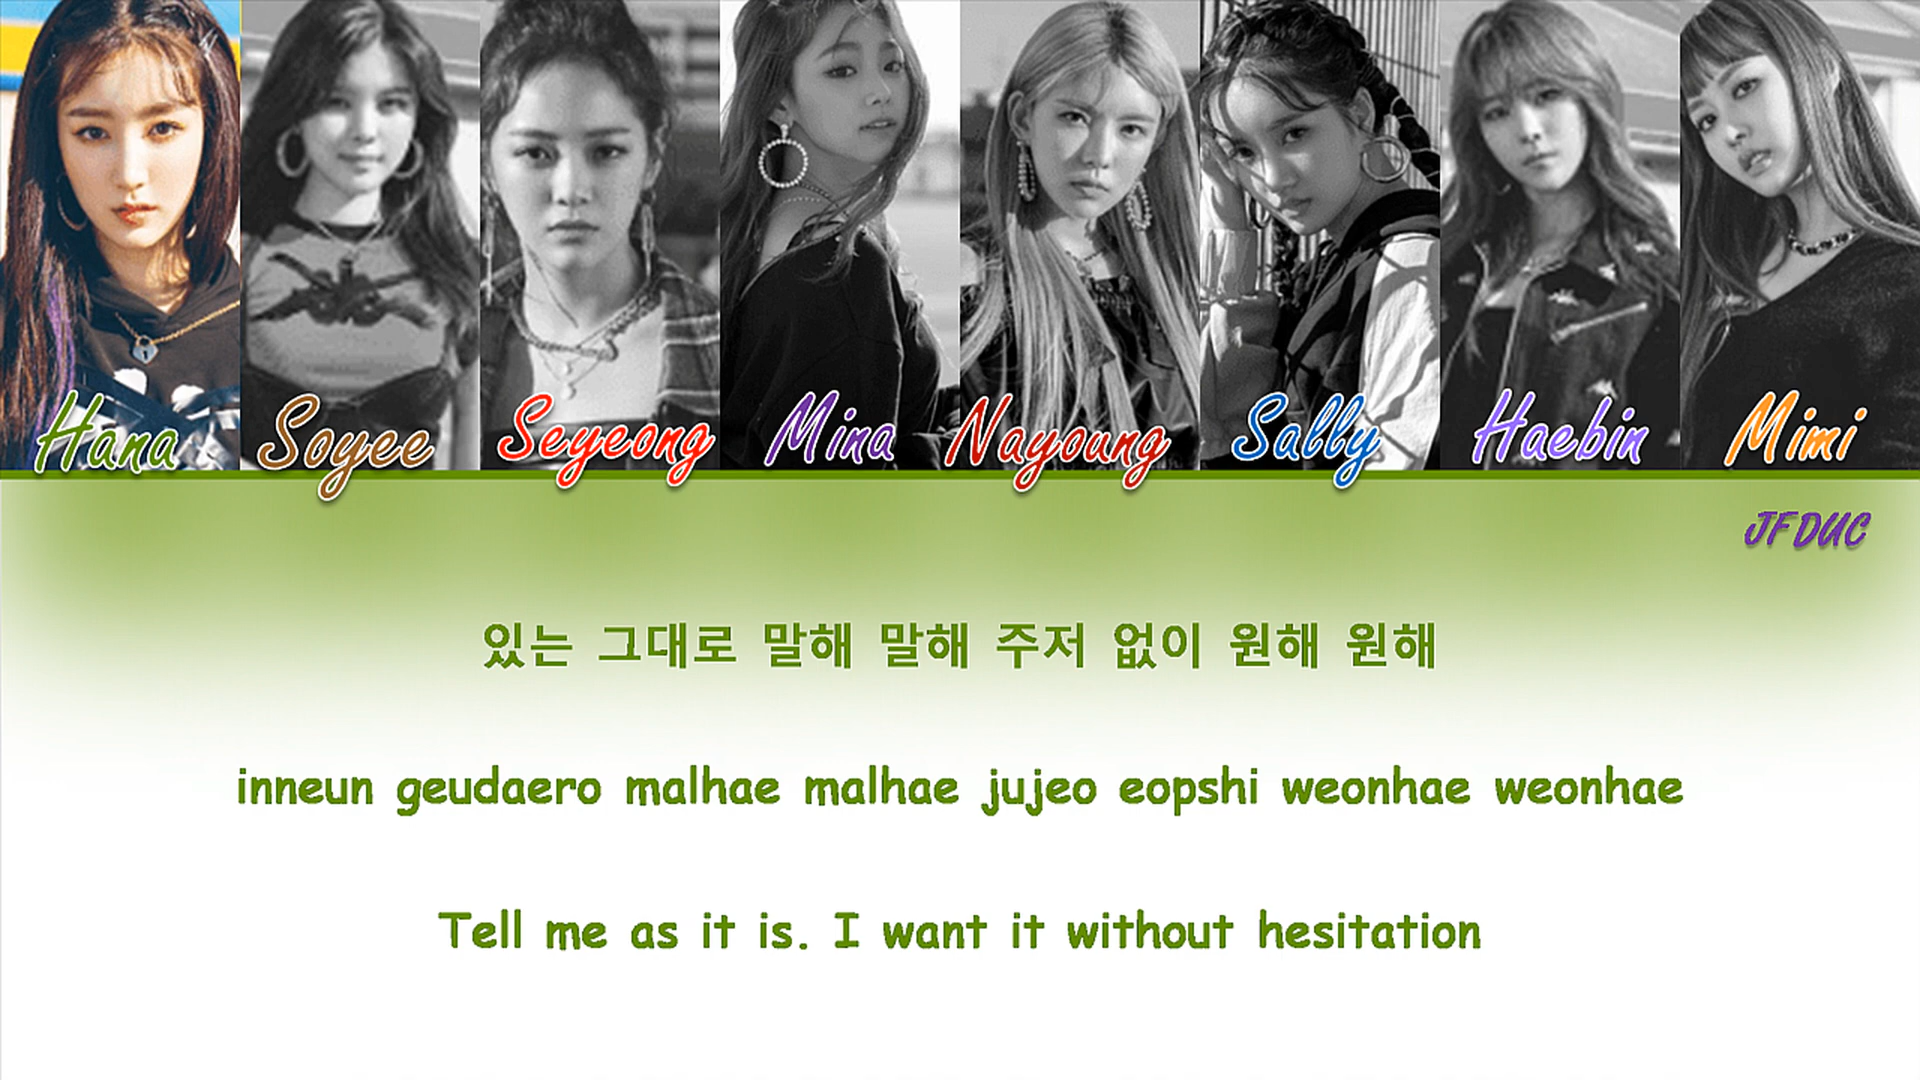 Hana Soyee Seyeong Mina Nayoung Sally Haebin Mimi
JFDUC
있는 그대로 말해 말해 주저 없이 원해 원해
inneun geudaero malhae malhae jujeo eopshi weonhae weonhae
Tell me as it is. I want it without hesitation